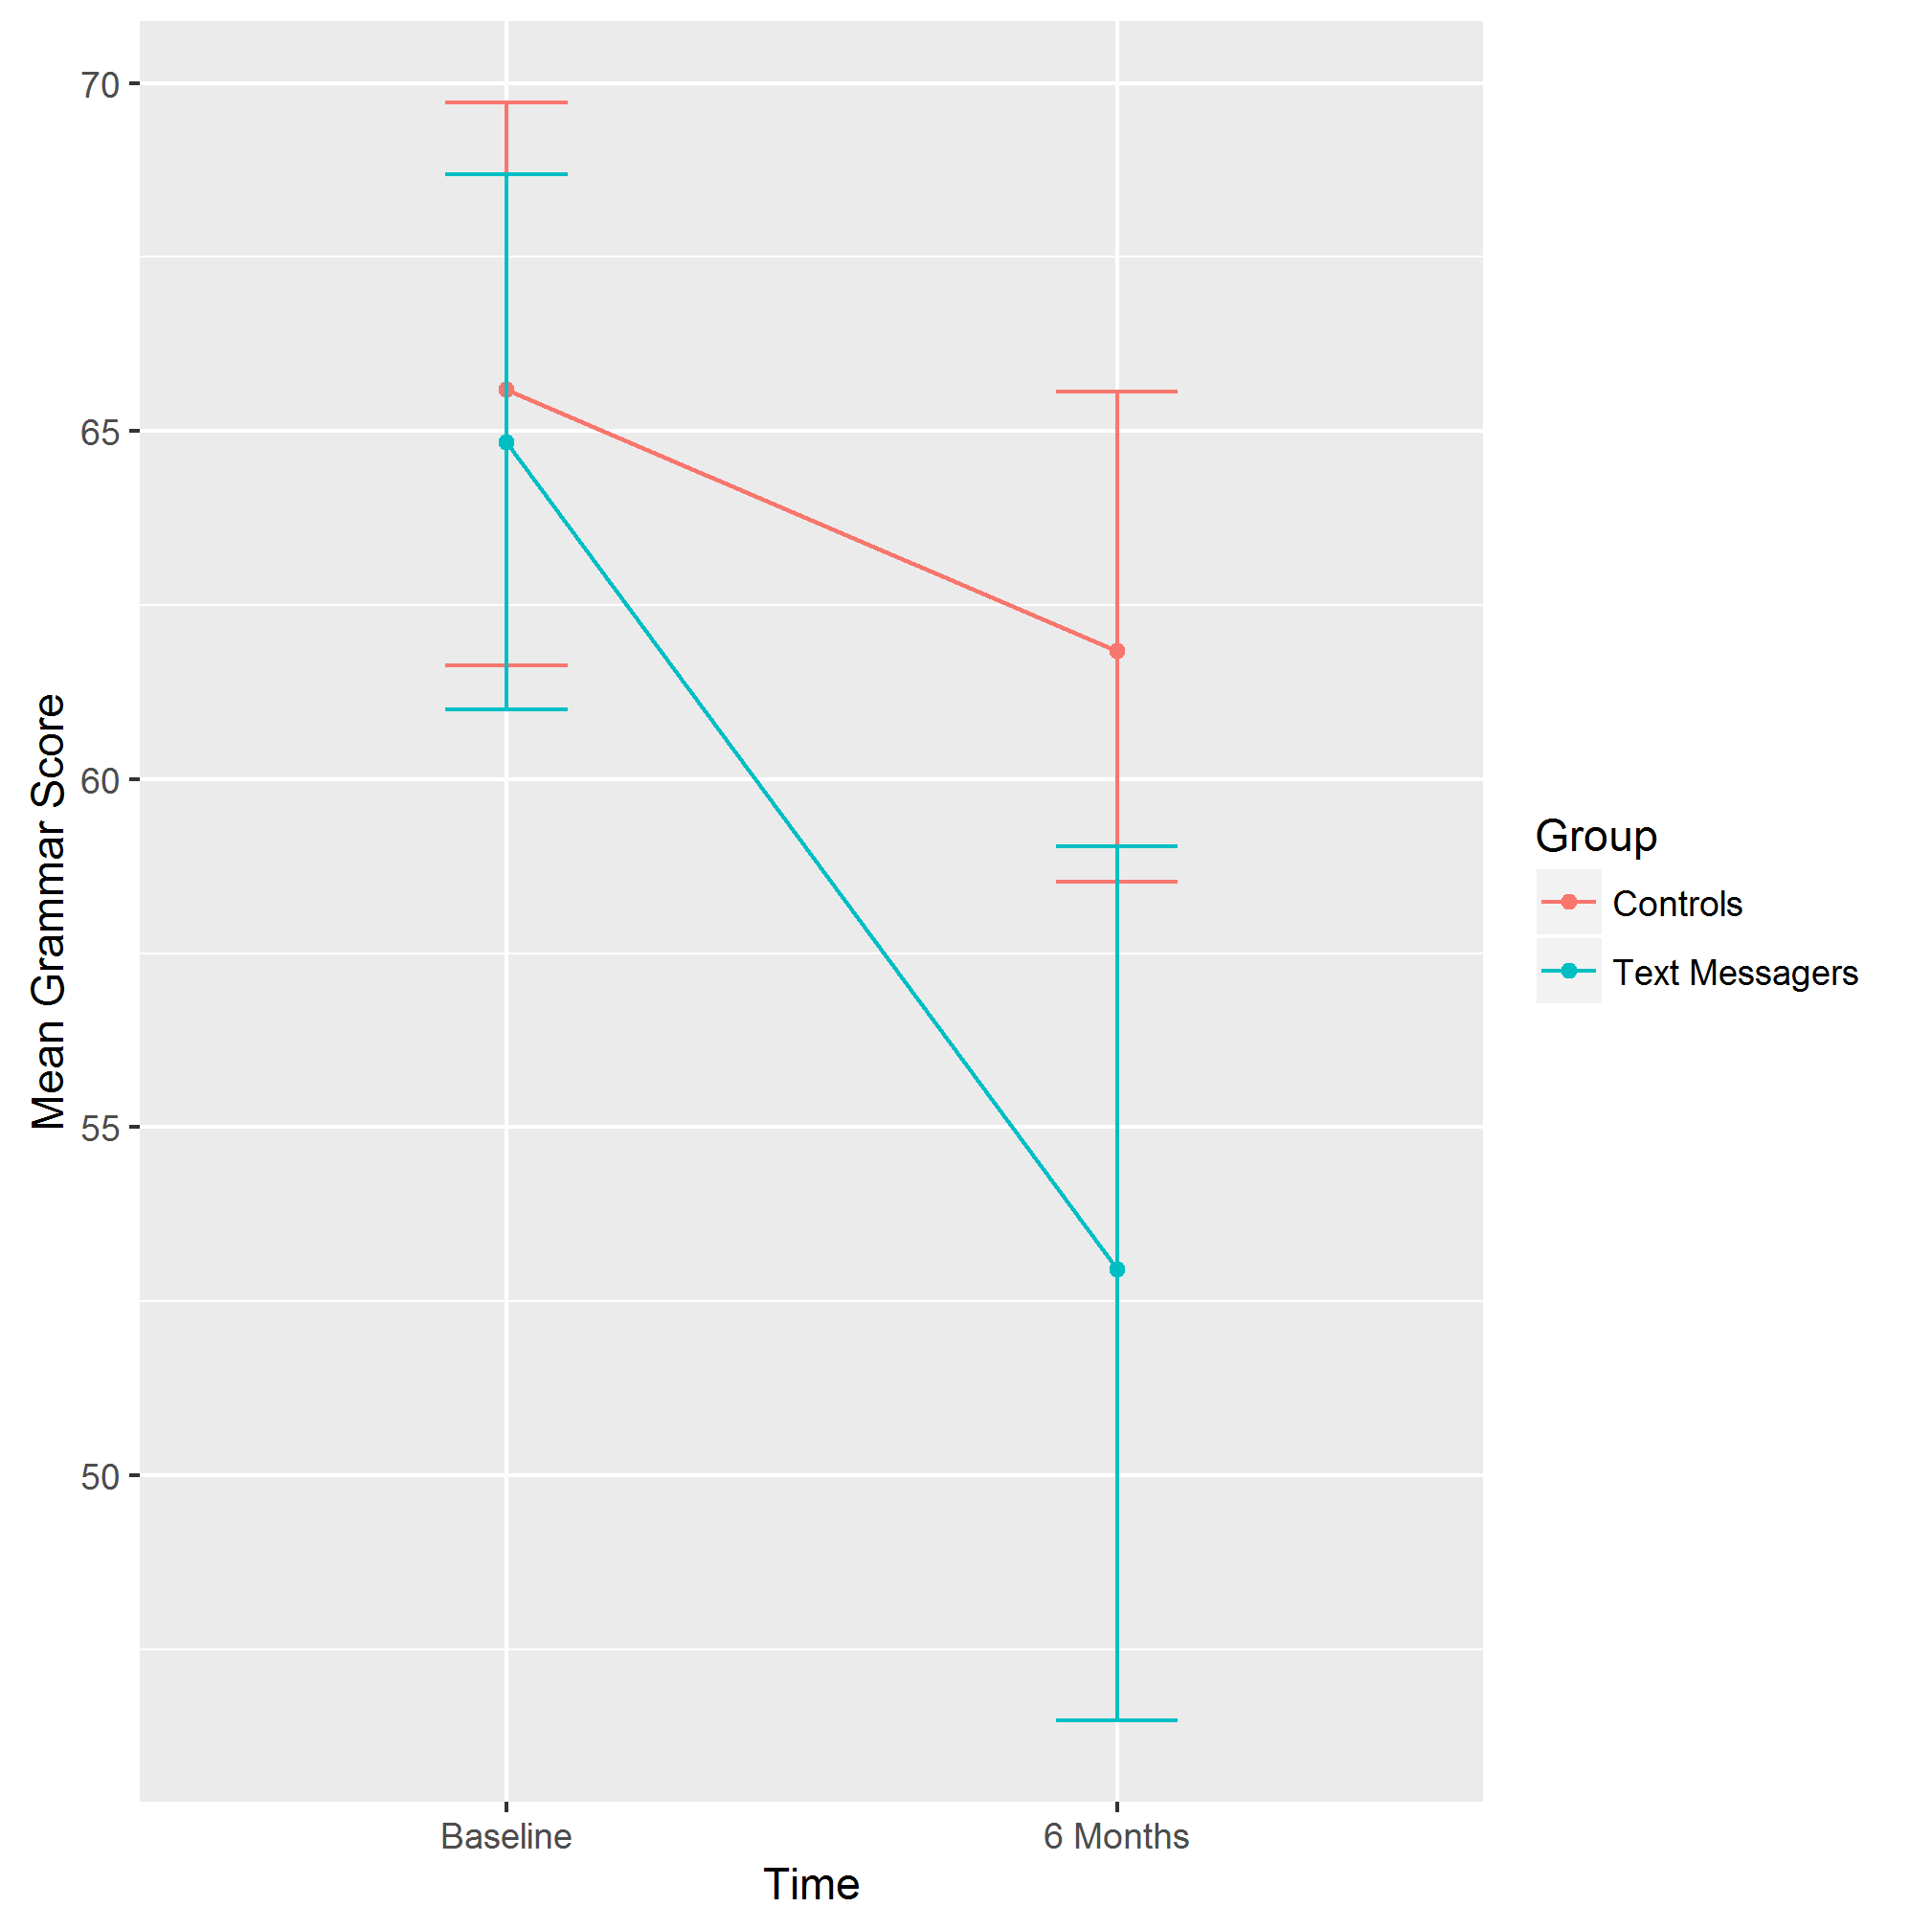 Mean Grammar Score
70
65
60
55
50
Baseline
6 Months
Time
Group
Controls
Text Messagers